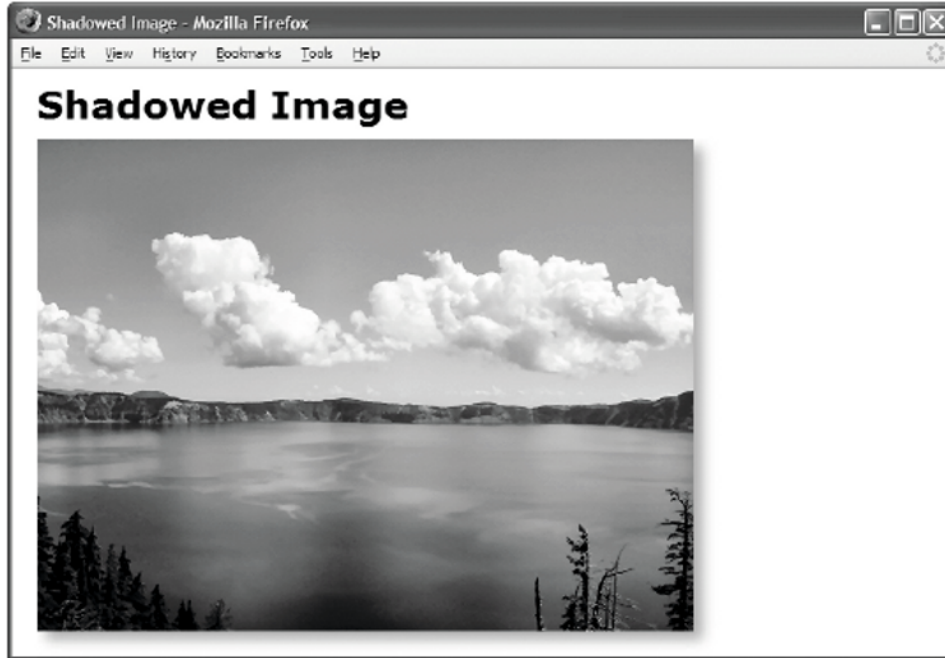 Shadowed Image - Mozilla Firefox
File Edit View History Bookmarks Tools Help
Shadowed Image